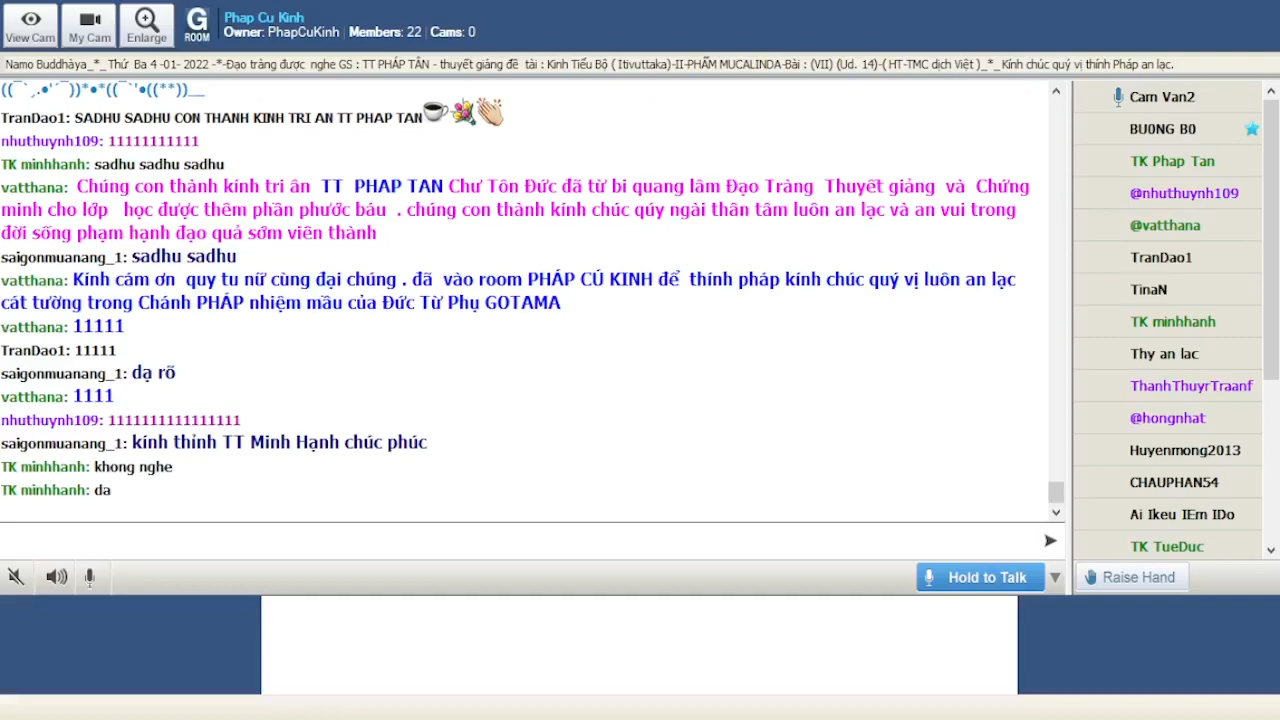 View Cam
My Cam
Enlarge
G
ROOM
Phap Cu Kinh
Owner: PhapCuKinh | Members: 22 | Cams: 0
Namo Buddhàya_*_Thứ Ba 4 -01- 2022 -*-Đạo tràng được nghe GS : TT PHÁP TÂN - thuyết giảng đề tài : Kinh Tiểu Bộ ( Itivuttaka)-II-PHẨM MUCALINDA-Bài : (VII) (Ud. 14)-( HT-TMC dịch Việt )_*_Kính chúc quý vị thính Pháp an lạc.
((¯`¸.•'´¯))*•*((¯`'•((**))__
TranDao1: SADHU SADHU CON THANH KINH TRI AN TT PHAP TAN
nhuthuynh109: 11111111111
TK minhhanh: sadhu sadhu sadhu
vatthana: Chúng con thành kính tri ân TT PHAP TAN Chư Tôn Đức đã từ bi quang lâm Đạo Tràng Thuyết giảng và Chứng
minh cho lớp học được thêm phần phước báu . chúng con thành kính chúc qúy ngài thân tâm luôn an lạc và an vui trong
đời sống phạm hạnh đạo quả sớm viên thành
saigonmuanang_1: sadhu sadhu
vatthana: Kính cám ơn quy tu nữ cùng đại chúng . đã vào room PHÁP CÚ KINH để thính pháp kính chúc quý vị luôn an lạc
cát tường trong Chánh PHÁP nhiệm mầu của Đức Từ Phụ GOTAMA
vatthana: 11111
TranDao1: 11111
saigonmuanang_1: dạ rõ
vatthana: 1111
nhuthuynh109: 1111111111111111
saigonmuanang_1: kính thỉnh TT Minh Hạnh chúc phúc
TK minhhanh: khong nghe
TK minhhanh: da
Hold to Talk
Cam Van2
BU0NG B0
TK Phap Tan
@nhuthuynh109
@vatthana
TranDao1
TinaN
TK minhhanh
Thy an lac
ThanhThuyrTraanf
@hongnhat
Huyenmong2013
CHAUPHAN54
Ai Ikeu IEm IDo
TK TueDuc
Raise Hand